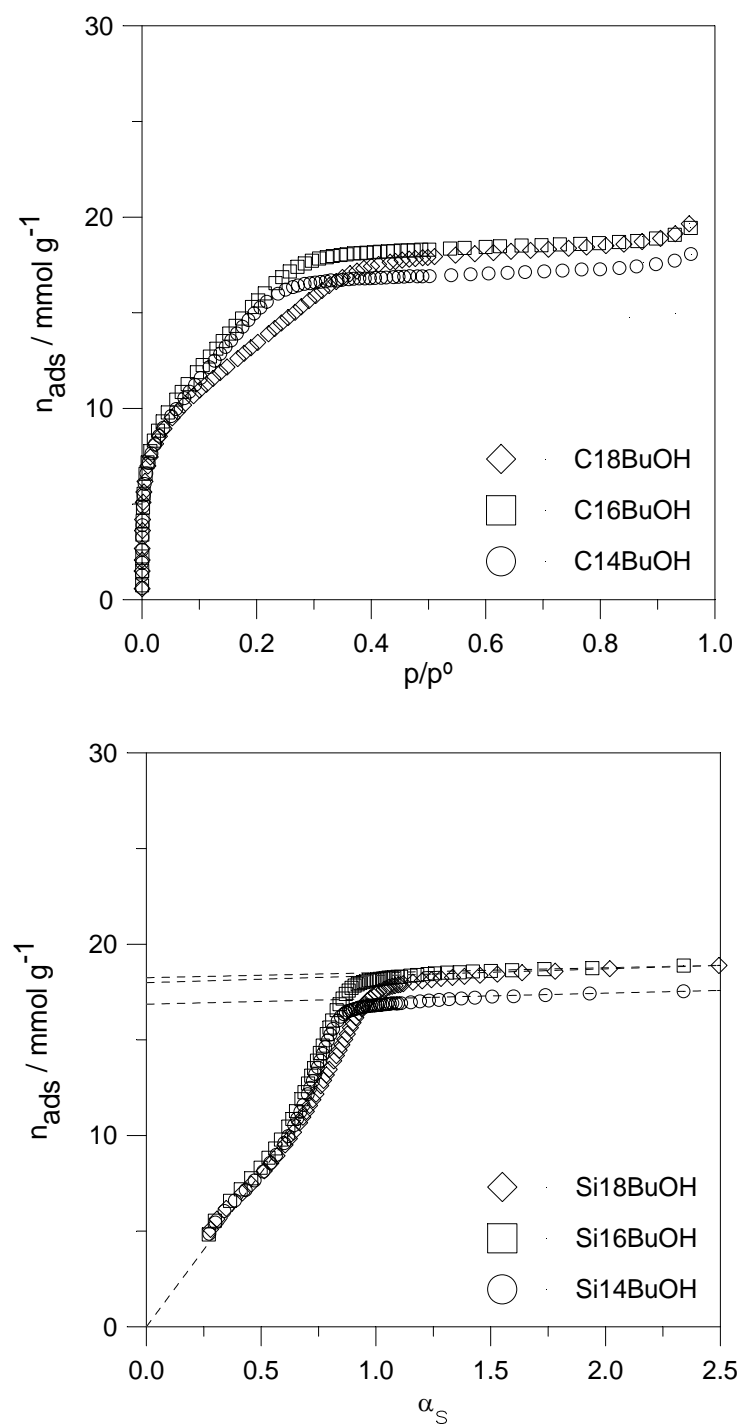 30
20
10
0
n_ads / mmol g⁻¹
C18BuOH
C16BuOH
C14BuOH
0.0 0.2 0.4 0.6 0.8 1.0
p/pº
30
20
10
0
n_ads / mmol g⁻¹
Si18BuOH
Si16BuOH
Si14BuOH
0.0 0.5 1.0 1.5 2.0 2.5
α_S